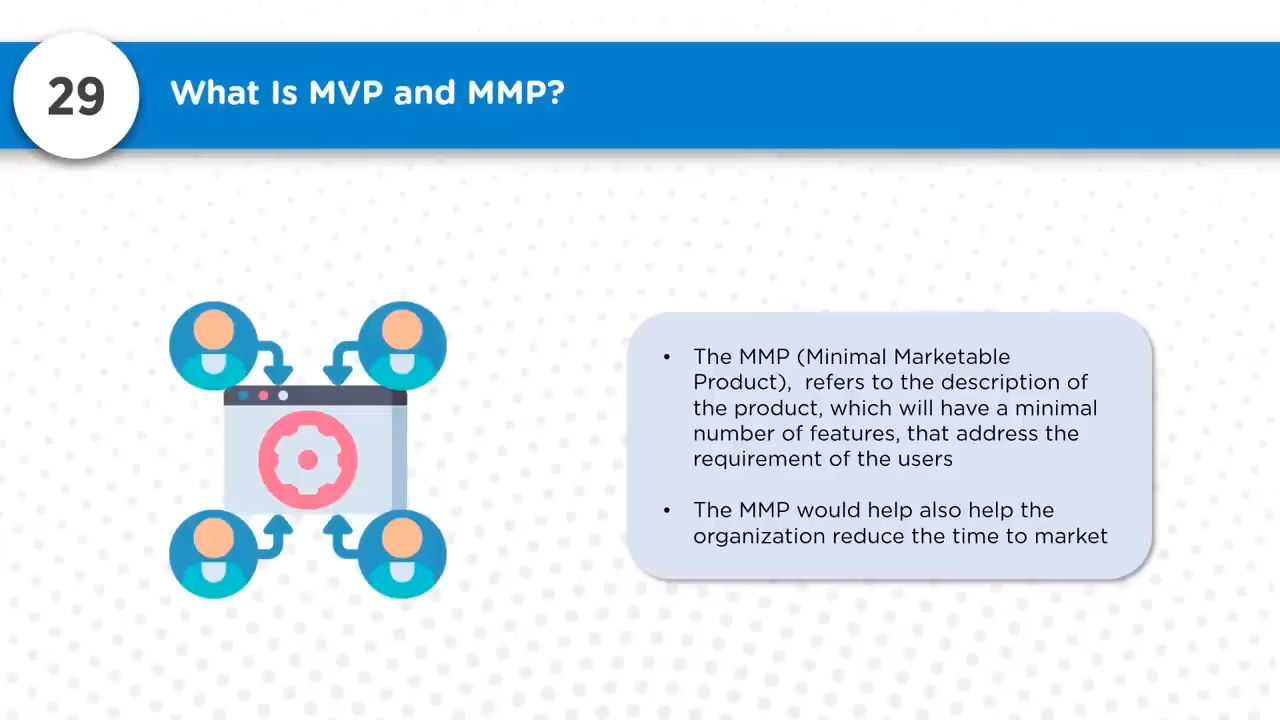 29
What Is MVP and MMP?
• The MMP (Minimal Marketable
Product),  refers to the description of
the product, which will have a minimal
number of features, that address the
requirement of the users
• The MMP would help also help the
organization reduce the time to market